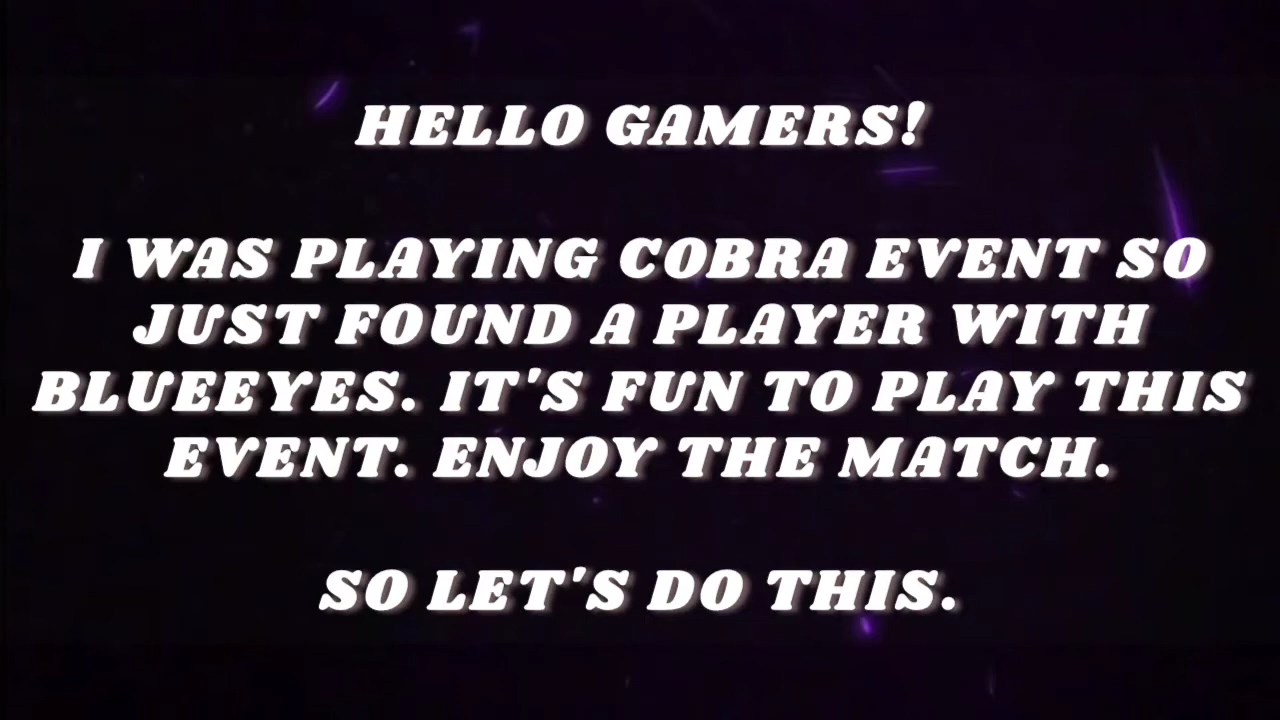 HELLO GAMERS!
I WAS PLAYING COBRA EVENT SO
JUST FOUND A PLAYER WITH
BLUEEYES. IT'S FUN TO PLAY THIS
EVENT. ENJOY THE MATCH.
SO LET'S DO THIS.